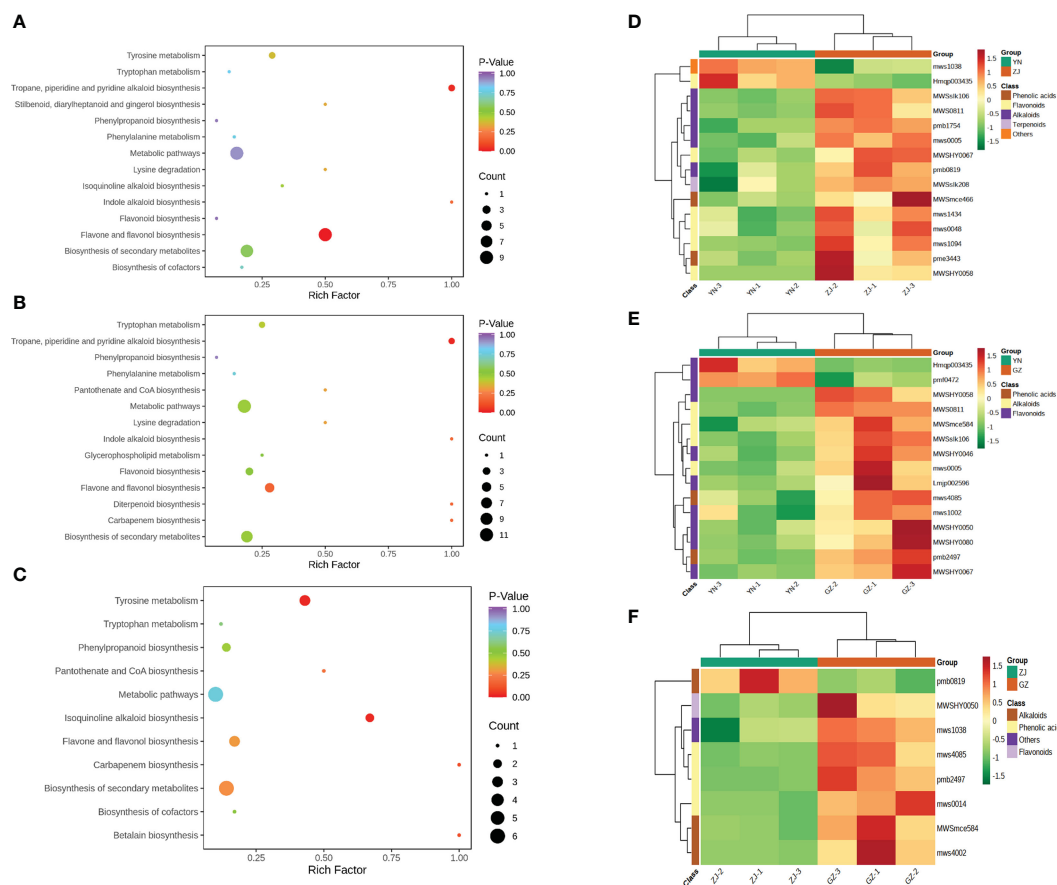 A
Tyrosine metabolism
Tryptophan metabolism
Tropane, piperidine and pyridine alkaloid biosynthesis
Stilbenoid, diarylheptanoid and gingerol biosynthesis
Phenylpropanoid biosynthesis
Phenylalanine metabolism
Metabolic pathways
Lysine degradation
Isoquinoline alkaloid biosynthesis
Indole alkaloid biosynthesis
Flavonoid biosynthesis
Flavone and flavonol biosynthesis
Biosynthesis of secondary metabolites
Biosynthesis of cofactors
0.25 0.50 0.75 1.00
Rich Factor
P-Value
1.00
0.75
0.50
0.25
0.00
Count
1
3
5
7
9
B
Tryptophan metabolism
Tropane, piperidine and pyridine alkaloid biosynthesis
Phenylpropanoid biosynthesis
Phenylalanine metabolism
Pantothenate and CoA biosynthesis
Metabolic pathways
Lysine degradation
Indole alkaloid biosynthesis
Glycerophospholipid metabolism
Flavonoid biosynthesis
Flavone and flavonol biosynthesis
Diterpenoid biosynthesis
Carbapenem biosynthesis
Biosynthesis of secondary metabolites
0.25 0.50 0.75 1.00
Rich Factor
P-Value
1.00
0.75
0.50
0.25
0.00
Count
1
3
5
7
9
11
C
Tyrosine metabolism
Tryptophan metabolism
Phenylpropanoid biosynthesis
Pantothenate and CoA biosynthesis
Metabolic pathways
Isoquinoline alkaloid biosynthesis
Flavone and flavonol biosynthesis
Carbapenem biosynthesis
Biosynthesis of secondary metabolites
Biosynthesis of cofactors
Betalain biosynthesis
0.25 0.50 0.75 1.00
Rich Factor
P-Value
1.00
0.75
0.50
0.25
0.00
Count
1
2
3
4
5
6
D
Group
mws1038
Hmqp003435
MWSslk106
MWS0811
pmb1754
mws0005
MWSHY0067
pmb0819
MWSslk208
MWSmce466
mws1434
mws0048
mws1094
pme3443
MWSHY0058
Class
YN-3 YN-1 YN-2 ZJ-2 ZJ-1 ZJ-3
1.5
1
0.5
0
-0.5
-1
-1.5
Group
YN
ZJ
Class
Phenolic acids
Flavonoids
Alkaloids
Terpenoids
Others
E
Group
Hmqp003435
pmf0472
MWSHY0058
MWS0811
MWSmce584
MWSslk106
MWSHY0046
mws0005
Lmjp002596
mws4085
mws1002
MWSHY0050
MWSHY0080
pmb2497
MWSHY0067
Class
YN-3 YN-1 YN-2 GZ-2 GZ-1 GZ-3
1.5
1
0.5
0
-0.5
-1
-1.5
Group
YN
GZ
Class
Phenolic acids
Alkaloids
Flavonoids
F
Group
pmb0819
MWSHY0050
mws1038
mws4085
pmb2497
mws0014
MWSmce584
mws4002
Class
ZJ-2 ZJ-1 ZJ-3 GZ-3 GZ-1 GZ-2
1.5
1
0.5
0
-0.5
-1
-1.5
Group
ZJ
GZ
Class
Alkaloids
Phenolic acid
Others
Flavonoids